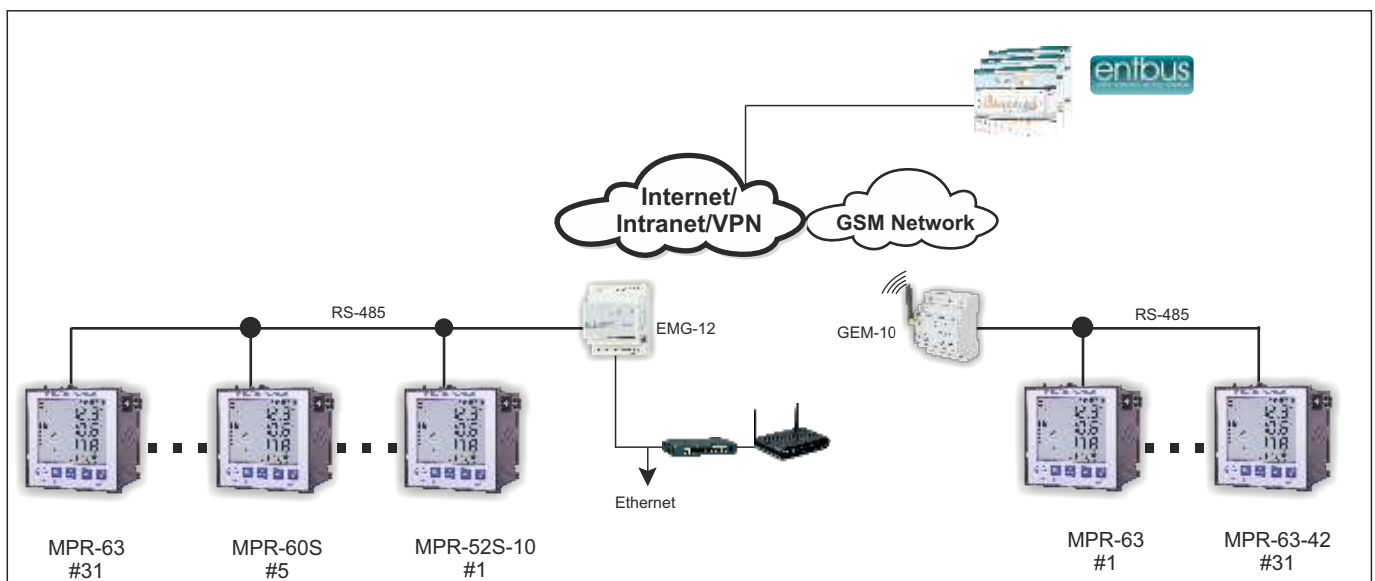 entbus
Internet/
Intranet/VPN
GSM Network
RS-485
EMG-12
GEM-10
RS-485
Ethernet
MPR-63
#31
MPR-60S
#5
MPR-52S-10
#1
MPR-63
#1
MPR-63-42
#31